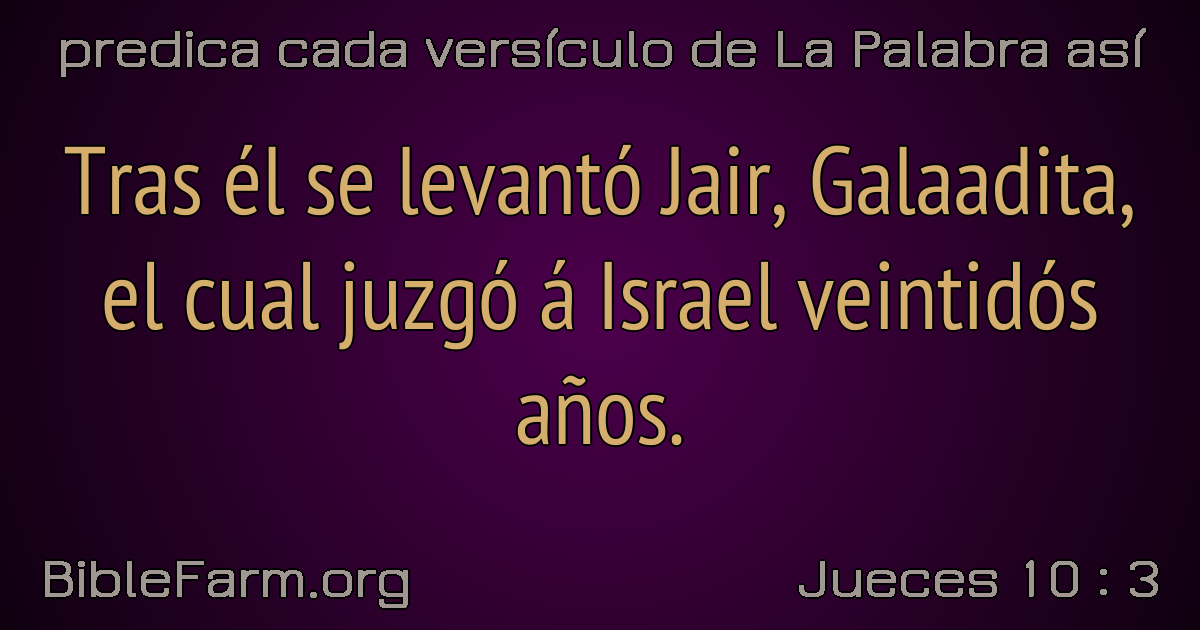 predica cada versículo de La Palabra así
Tras él se levantó Jair, Galaadita,
el cual juzgó á Israel veintidós
años.
BibleFarm.org
Jueces 10 : 3